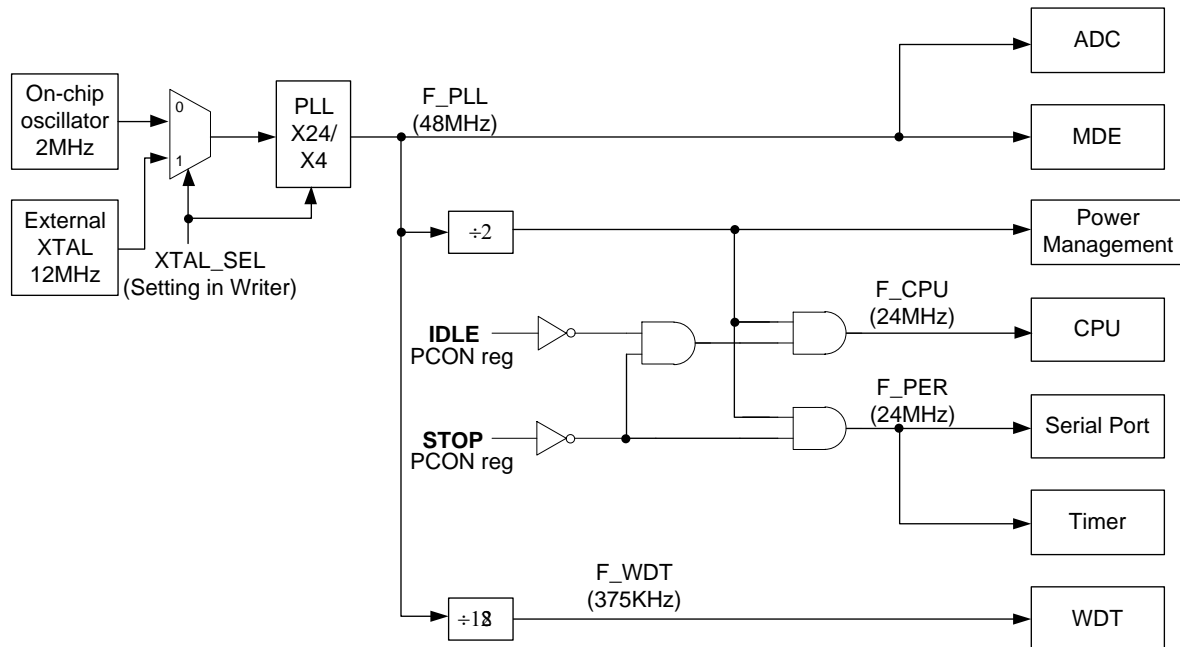 On-chip
oscillator
2MHz
External
XTAL
12MHz
0
1
XTAL_SEL
(Setting in Writer)
PLL
X24/
X4
F_PLL
(48MHz)
÷2
IDLE
PCON reg
STOP
PCON reg
F_CPU
(24MHz)
F_PER
(24MHz)
F_WDT
(375KHz)
ADC
MDE
Power
Management
CPU
Serial Port
Timer
WDT